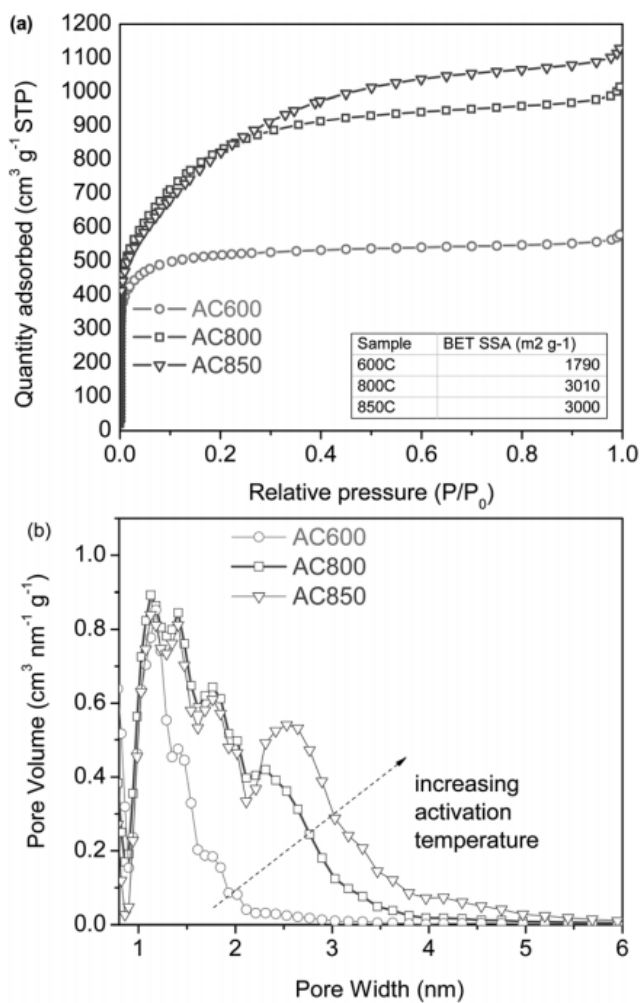 (a)
1200
1100
1000
900
800
700
600
500
400
300
200
100
0
Quantity adsorbed (cm³ g⁻¹ STP)
AC600
AC800
AC850
Sample BET SSA (m2 g-1)
600C 1790
800C 3010
850C 3000
0.0 0.2 0.4 0.6 0.8 1.0
Relative pressure (P/P₀)
(b)
AC600
AC800
AC850
1.0
0.8
0.6
0.4
0.2
0.0
Pore Volume (cm³ nm⁻¹ g⁻¹)
increasing
activation
temperature
1 2 3 4 5 6
Pore Width (nm)